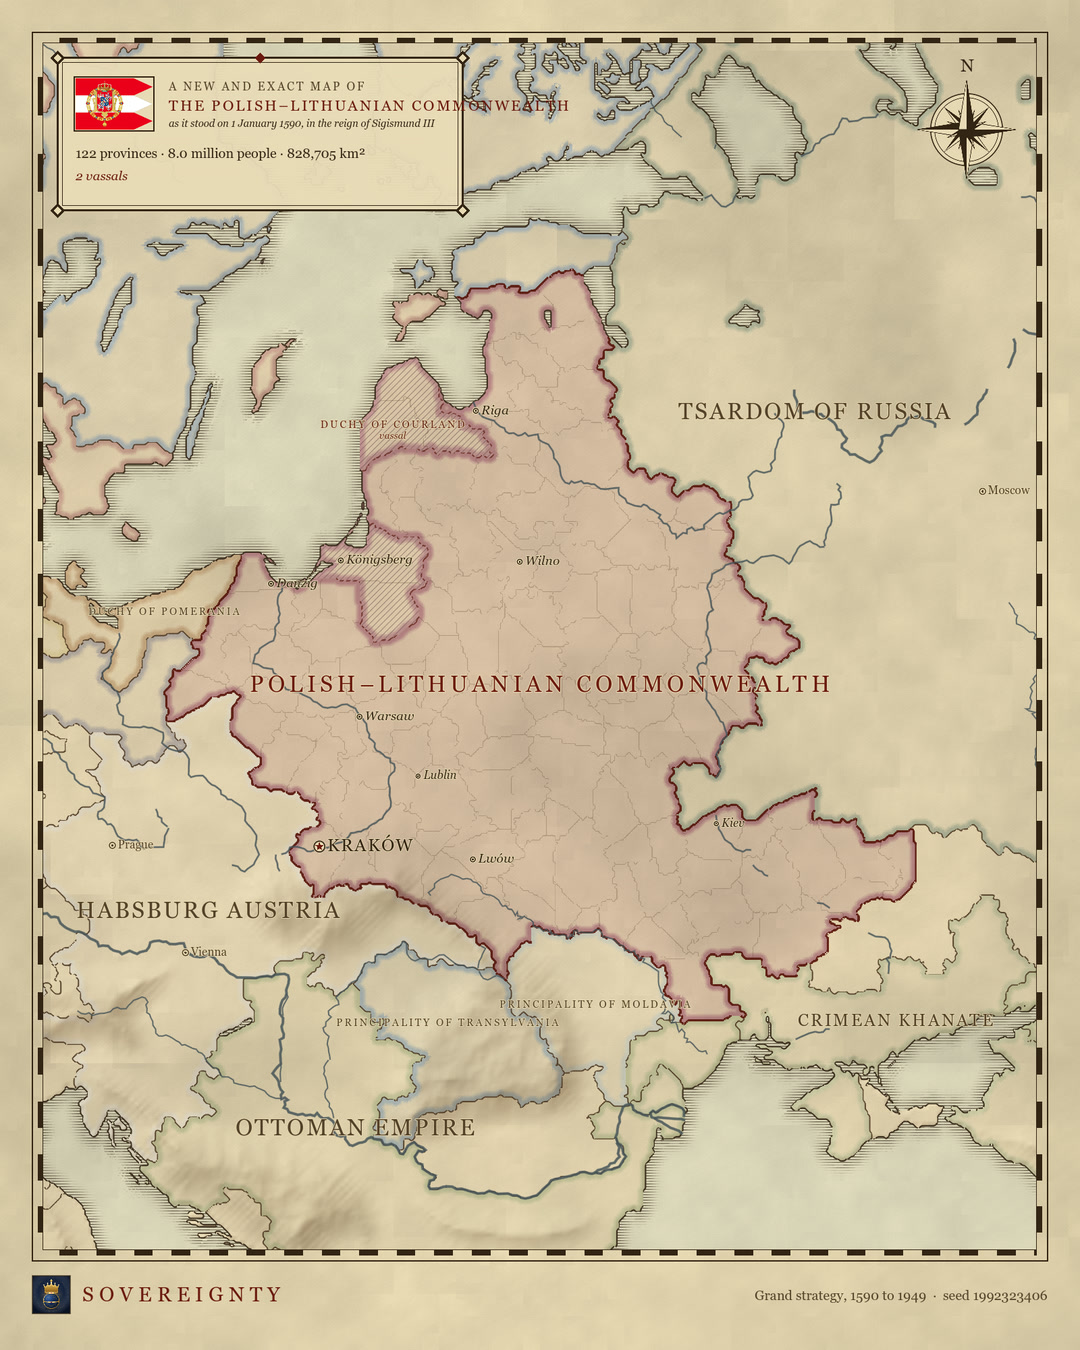 A NEW AND EXACT MAP OF
THE POLISH–LITHUANIAN COMMONWEALTH
as it stood on 1 January 1590, in the reign of Sigismund III
122 provinces · 8.0 million people · 828,705 km²
2 vassals
N
Riga
TSARDOM OF RUSSIA
DUCHY OF COURLAND
vassal
Moscow
Königsberg
Wilno
Danzig
DUCHY OF POMERANIA
POLISH–LITHUANIAN COMMONWEALTH
Warsaw
Lublin
Kiev
Prague
KRAKÓW
Lwów
HABSBURG AUSTRIA
Vienna
PRINCIPALITY OF MOLDAVIA
PRINCIPALITY OF TRANSYLVANIA
CRIMEAN KHANATE
OTTOMAN EMPIRE
SOVEREIGNTY
Grand strategy, 1590 to 1949 · seed 1992323406